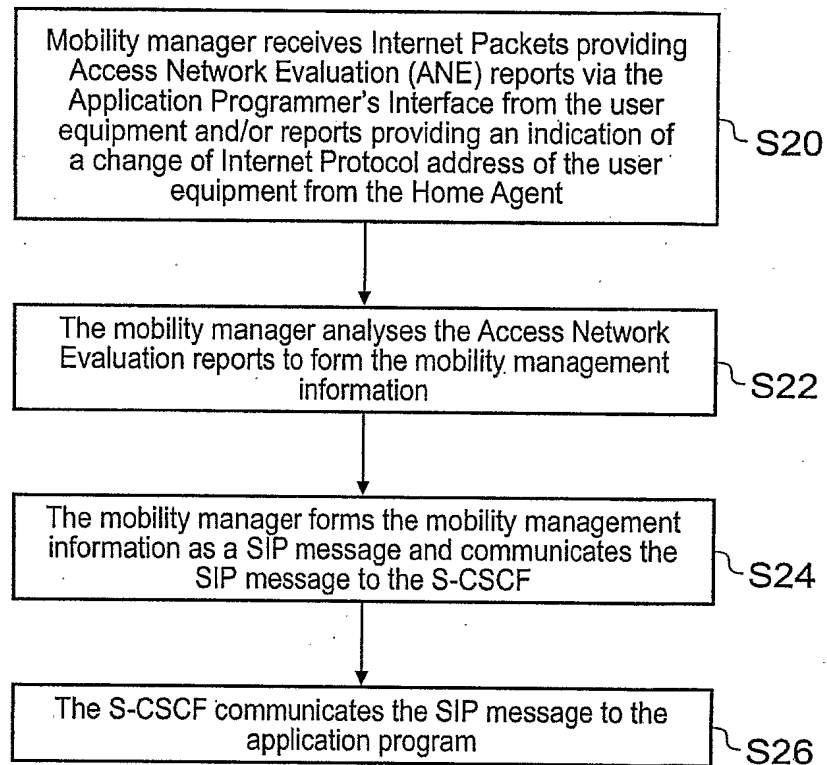 Mobility manager receives Internet Packets providing
Access Network Evaluation (ANE) reports via the
Application Programmer's Interface from the user
equipment and/or reports providing an indication of
a change of Internet Protocol address of the user
equipment from the Home Agent
S20
The mobility manager analyses the Access Network
Evaluation reports to form the mobility management
information
S22
The mobility manager forms the mobility management
information as a SIP message and communicates the
SIP message to the S-CSCF
S24
The S-CSCF communicates the SIP message to the
application program
S26